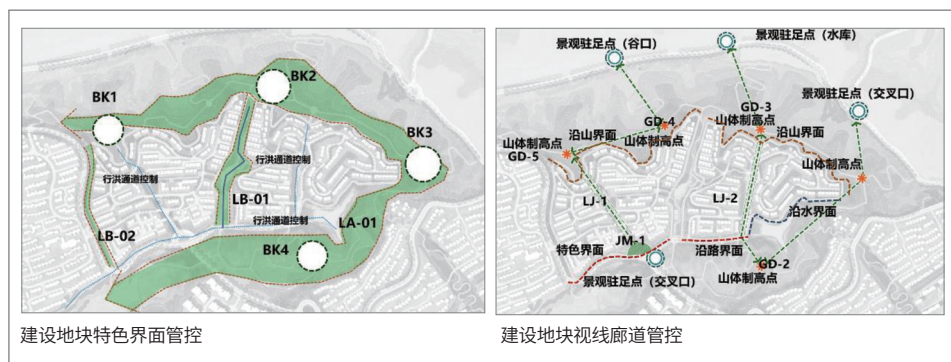 BK1
BK2
BK3
行洪通道控制
LB-01
行洪通道控制
LA-01
LB-02
BK4
建设地块特色界面管控
景观驻足点（谷口）
景观驻足点（水库）
景观驻足点（交叉口）
GD-3
山体制高点
GD-4
山体制高点
沿山界面
沿山界面
山体制高点
GD-5
山体制高点
LJ-1
LJ-2
沿水界面
JM-1
特色界面
沿路界面
GD-2
山体制高点
景观驻足点（交叉口）
建设地块视线廊道管控